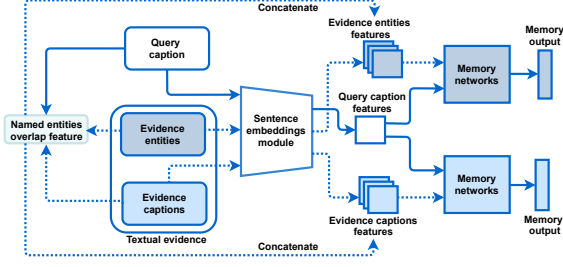 Concatenate
Evidence entities
features
Memory
output
Query
caption
Memory
networks
Query caption
features
Named entities
overlap feature
Evidence
entities
Sentence
embeddings
module
Evidence
captions
Memory
networks
Textual evidence
Evidence captions
features
Memory
output
Concatenate